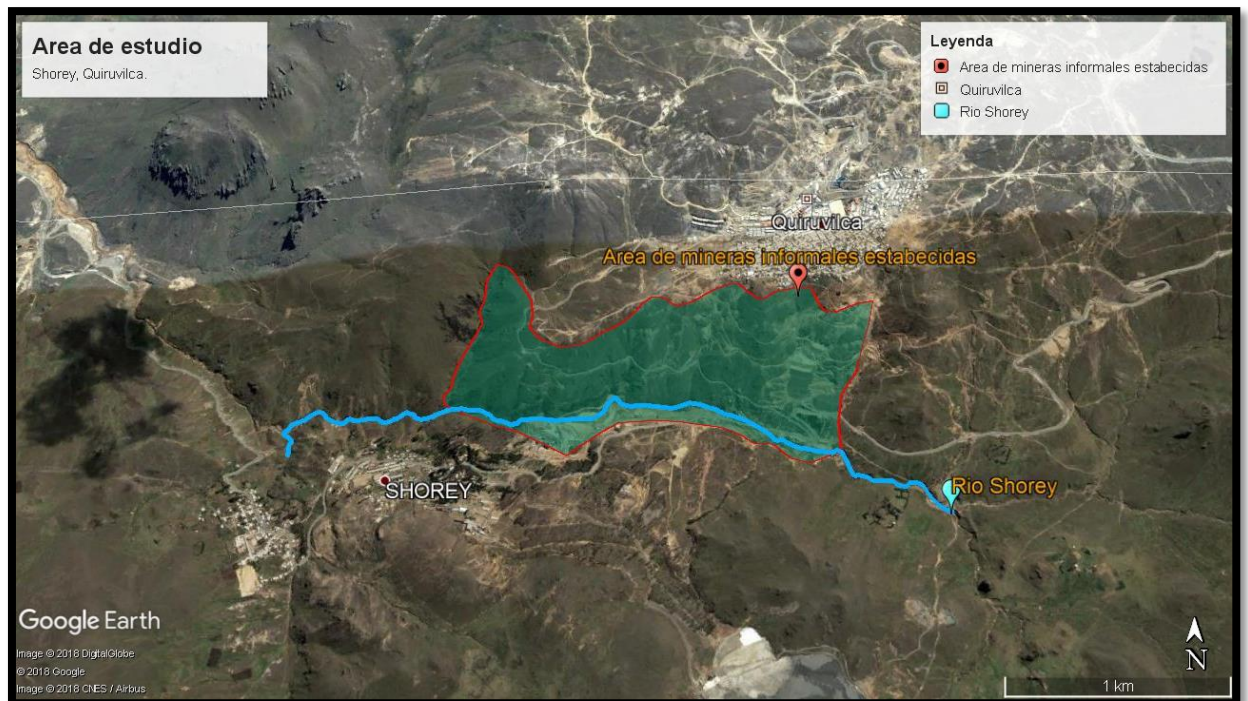 Area de estudio
Shorey, Quiruvilca.
Leyenda
Area de mineras informales estabecidas
Quiruvilca
Rio Shorey
Quiruvilca
Area de mineras informales estabecidas
SHOREY
Rio Shorey
Google Earth
Image © 2018 DigitalGlobe
© 2018 Google
Image © 2018 CNES / Airbus
N
1 km